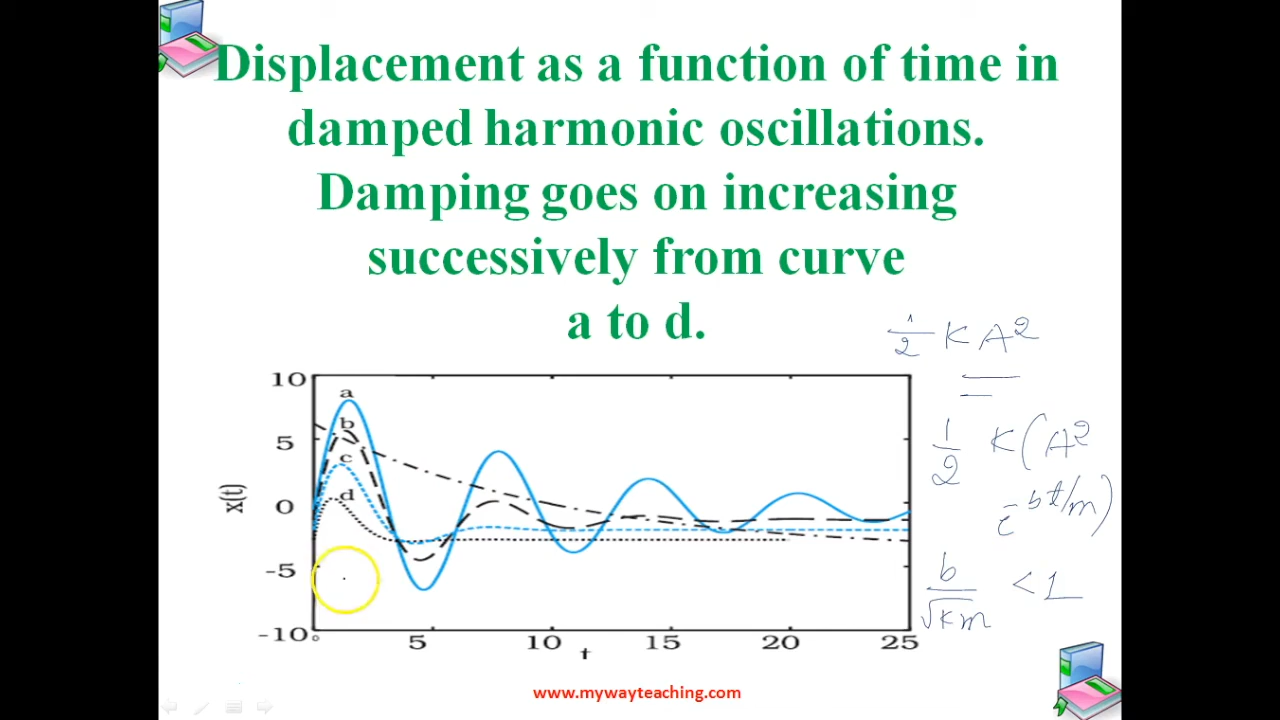 Displacement as a function of time in
damped harmonic oscillations.
Damping goes on increasing
successively from curve
a to d.
1/2 K A²
1/2 K(A²
e^-bt/m)
b/√km < 1
10
5
0
-5
-10
x(t)
a
b
c
d
0 5 10 15 20 25
t
www.mywayteaching.com